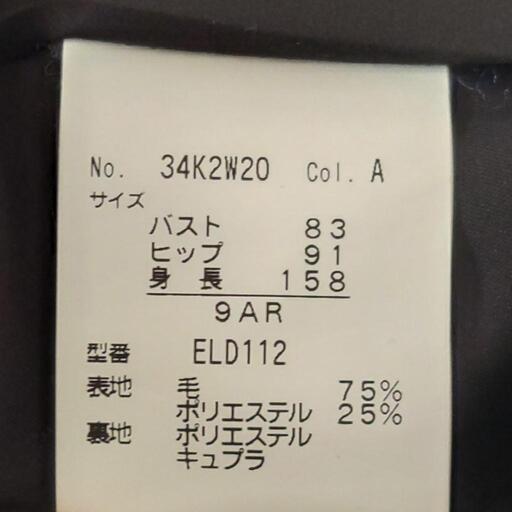 No. 34K2W20 Col. A
サイズ
バスト 83
ヒップ 91
身長 158
9AR
型番 ELD112
表地 毛 75%
ポリエステル 25%
裏地 ポリエステル
キュプラ